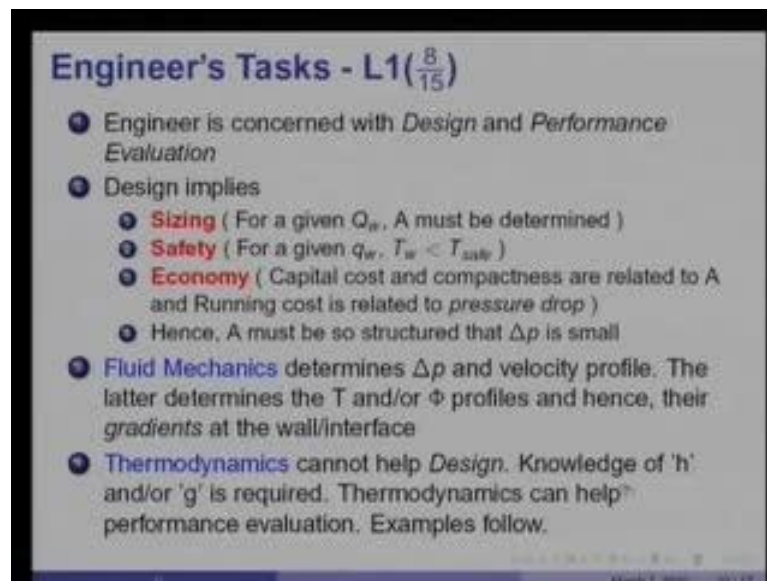 Engineer's Tasks - L1(8/15)
Engineer is concerned with Design and Performance
Evaluation
Design implies
Sizing ( For a given Q_w, A must be determined )
Safety ( For a given q_w, T_w < T_safe )
Economy ( Capital cost and compactness are related to A
and Running cost is related to pressure drop )
Hence, A must be so structured that Δp is small
Fluid Mechanics determines Δp and velocity profile. The
latter determines the T and/or Φ profiles and hence, their
gradients at the wall/interface
Thermodynamics cannot help Design. Knowledge of 'h'
and/or 'g' is required. Thermodynamics can help
performance evaluation. Examples follow.